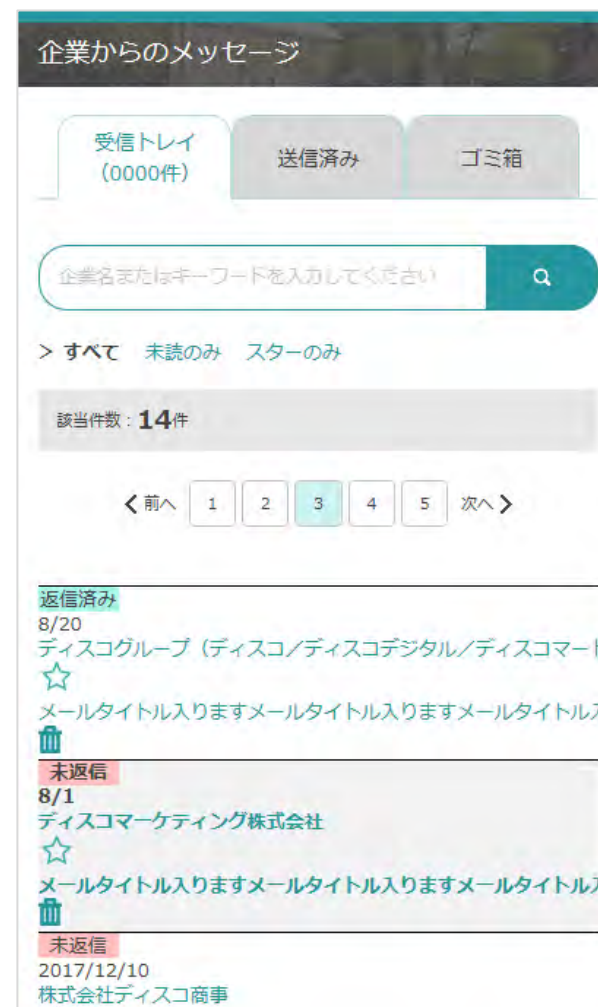 企業からのメッセージ
受信トレイ
（0000件）
送信済み
ゴミ箱
企業名またはキーワードを入力してください
> すべて 未読のみ スターのみ
該当件数：14件
前へ 1 2 3 4 5 次へ
返信済み
8/20
ディスコグループ（ディスコ／ディスコデジタル／ディスコマート
メールタイトル入りますメールタイトル入りますメールタイトル入
未返信
8/1
ディスコマーケティング株式会社
メールタイトル入りますメールタイトル入りますメールタイトル入
未返信
2017/12/10
株式会社ディスコ商事